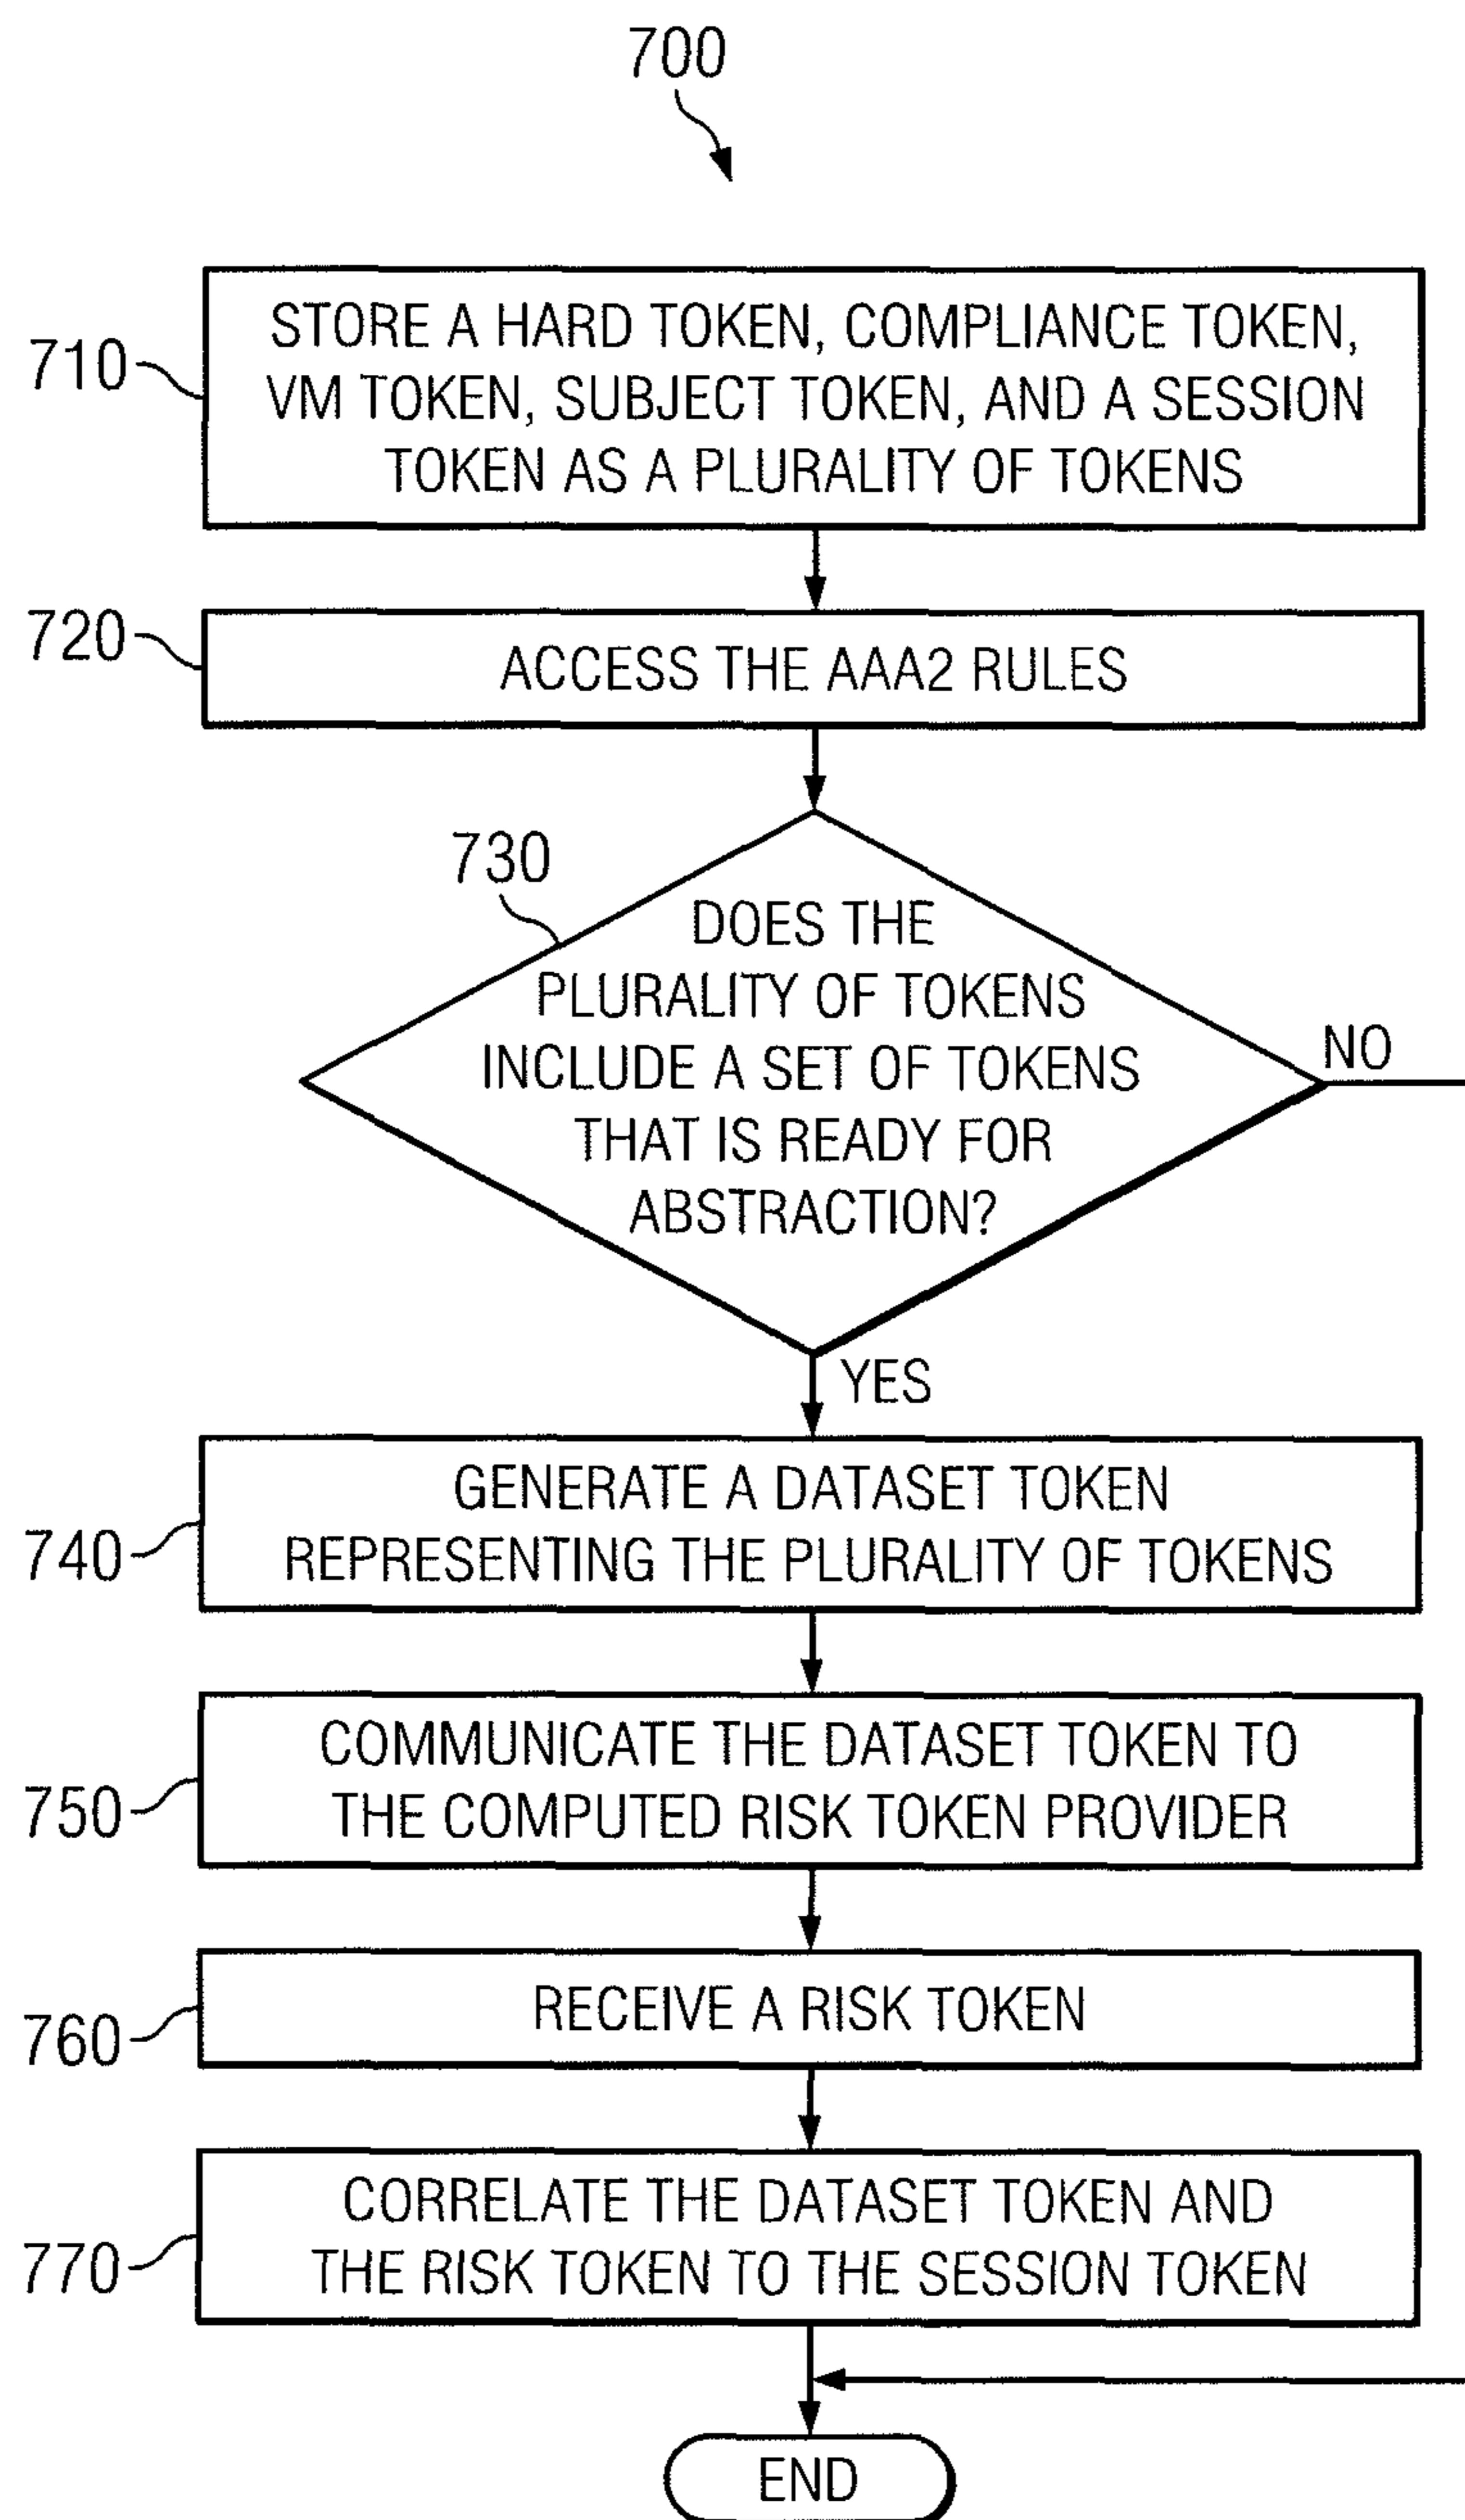 700
710
STORE A HARD TOKEN, COMPLIANCE TOKEN,
VM TOKEN, SUBJECT TOKEN, AND A SESSION
TOKEN AS A PLURALITY OF TOKENS
720
ACCESS THE AAA2 RULES
730
DOES THE
PLURALITY OF TOKENS
INCLUDE A SET OF TOKENS
THAT IS READY FOR
ABSTRACTION?
NO
YES
740
GENERATE A DATASET TOKEN
REPRESENTING THE PLURALITY OF TOKENS
750
COMMUNICATE THE DATASET TOKEN TO
THE COMPUTED RISK TOKEN PROVIDER
760
RECEIVE A RISK TOKEN
770
CORRELATE THE DATASET TOKEN AND
THE RISK TOKEN TO THE SESSION TOKEN
END